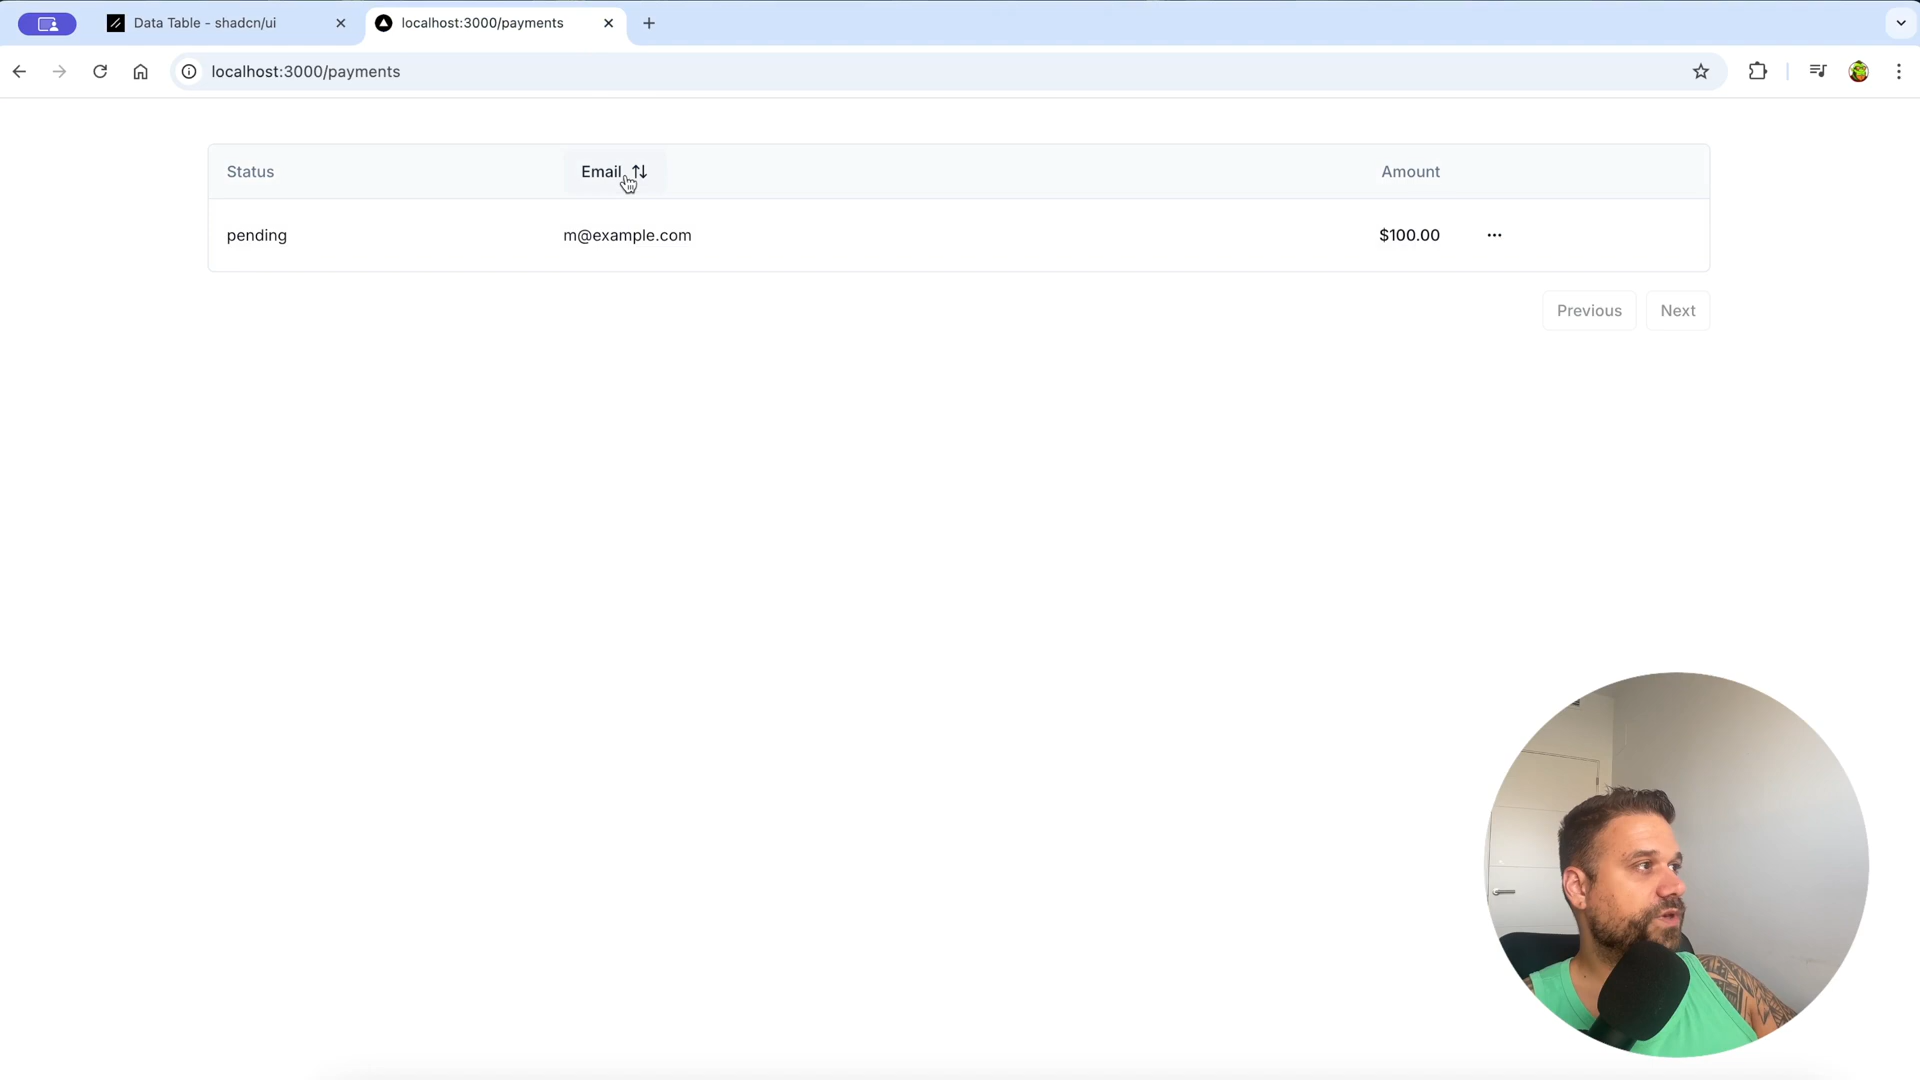 Data Table - shadcn/ui
localhost:3000/payments
localhost:3000/payments
Status Email Amount
pending m@example.com $100.00
Previous Next